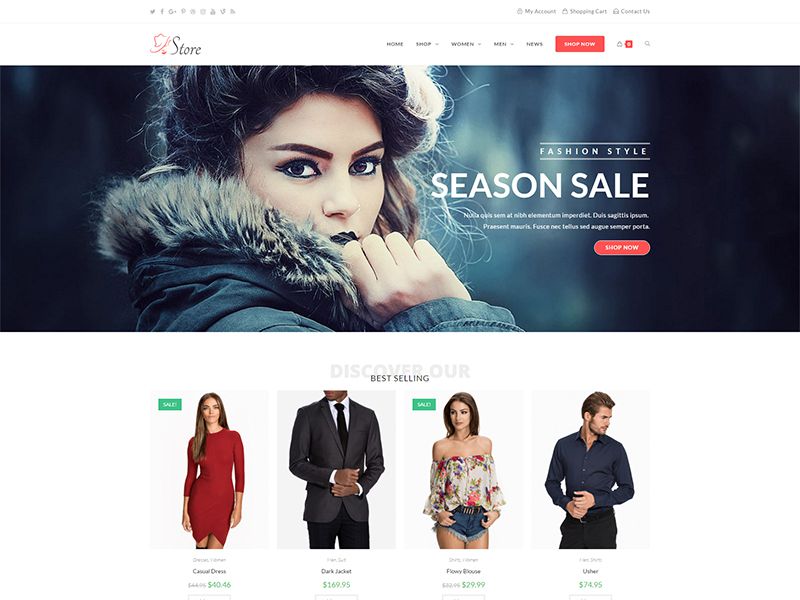 My Account Shopping Cart Contact Us
Store
HOME SHOP WOMEN MEN NEWS SHOP NOW 0
FASHION STYLE
SEASON SALE
Nulla quis sem at nibh elementum imperdiet. Duis sagittis ipsum.
Praesent mauris. Fusce nec tellus sed augue semper porta.
SHOP NOW
DISCOVER OUR
BEST SELLING
SALE!
SALE!
Dresses, Women Men, Suit Shirts, Women Men, Shirts
Casual Dress Dark Jacket Flowy Blouse Usher
$44.95 $40.46 $169.95 $32.95 $29.99 $74.95